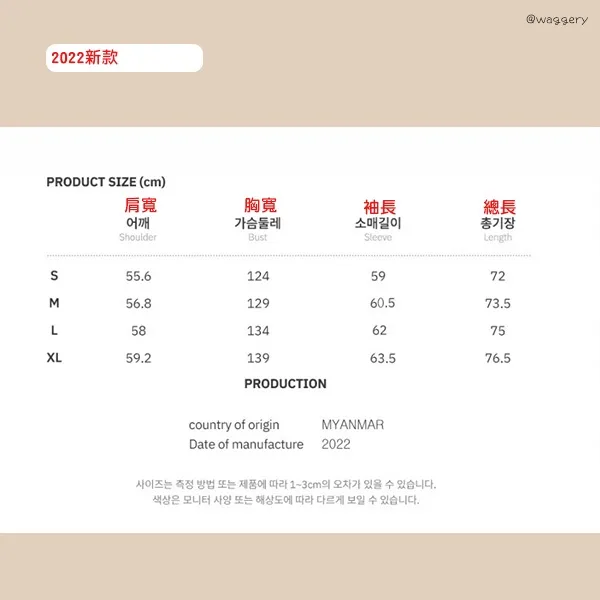 @waggery
2022新款
PRODUCT SIZE (cm)
肩寬 胸寬 袖長 總長
어깨 가슴둘레 소매길이 총기장
Shoulder Bust Sleeve Length
S 55.6 124 59 72
M 56.8 129 60.5 73.5
L 58 134 62 75
XL 59.2 139 63.5 76.5
PRODUCTION
country of origin MYANMAR
Date of manufacture 2022
사이즈는 측정 방법 또는 제품에 따라 1~3cm의 오차가 있을 수 있습니다.
색상은 모니터 사양 또는 해상도에 따라 다르게 보일 수 있습니다.